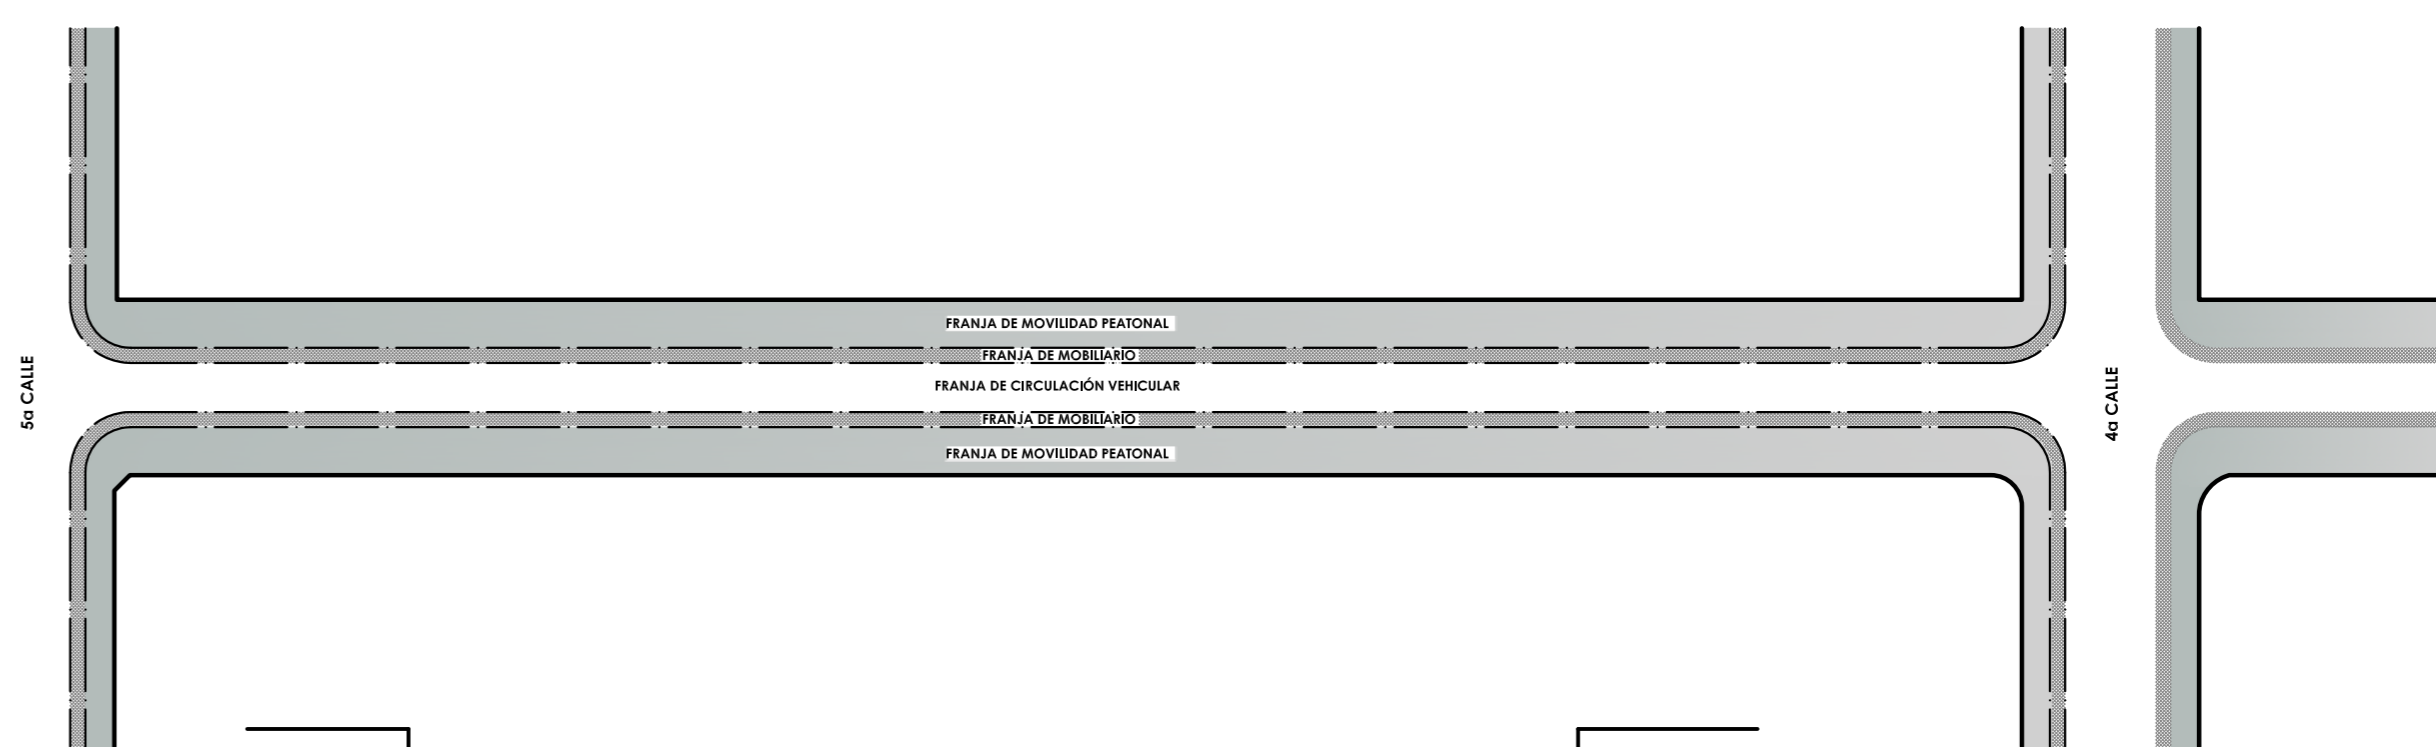 FRANJA DE MOVILIDAD PEATONAL
FRANJA DE MOBILIARIO
5a CALLE
FRANJA DE CIRCULACIÓN VEHICULAR
4a CALLE
FRANJA DE MOBILIARIO
FRANJA DE MOVILIDAD PEATONAL